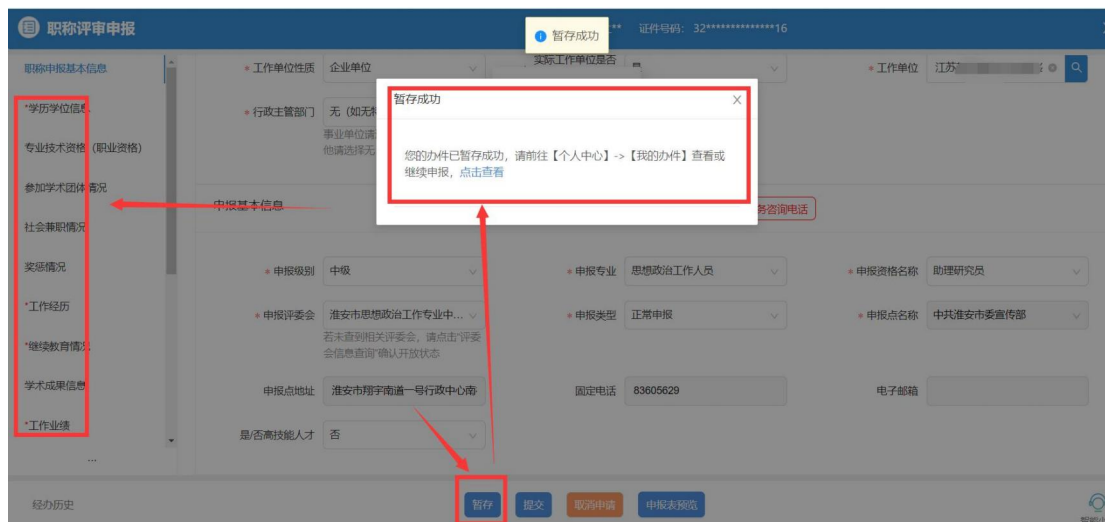 职称评审申报
暂存成功
** 证件号码：32**************16
职称申报基本信息
*学历学位信息
专业技术资格（职业资格）
参加学术团体情况
社会兼职情况
奖惩情况
*工作经历
*继续教育情况
学术成果信息
*工作业绩
...
* 工作单位性质 企业单位
实际工作单位是否
* 工作单位 江苏
* 行政主管部门 无（如无特
事业单位请
他请选择无
暂存成功
您的办件已暂存成功，请前往【个人中心】->【我的办件】查看或
继续申报，点击查看
申报基本信息
务咨询电话
* 申报级别 中级
* 申报专业 思想政治工作人员
* 申报资格名称 助理研究员
* 申报评委会 淮安市思想政治工作专业中...
若未查到相关评委会，请点击“评委
会信息查询”确认开放状态
* 申报类型 正常申报
* 申报点名称 中共淮安市委宣传部
申报点地址 淮安市翔宇南道一号行政中心南
固定电话 83605629
电子邮箱
是/否高技能人才 否
经办历史
暂存
提交
取消申请
申报表预览